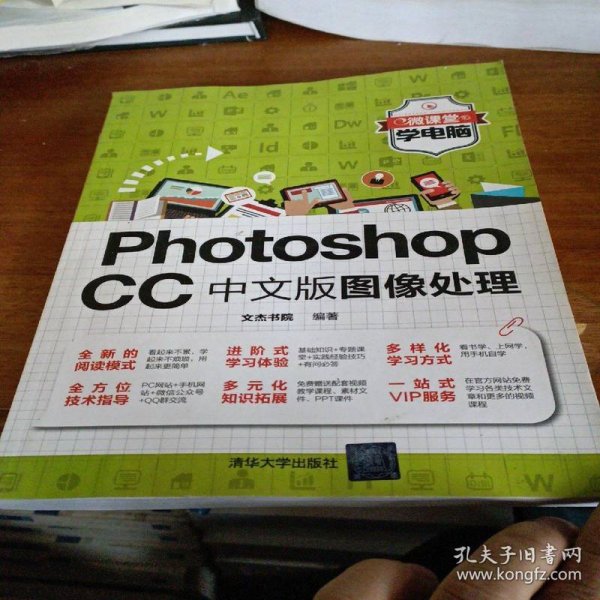 Ae
W
Dw
Id
W
Fl
微课堂
学电脑
Photoshop
CC 中文版图像处理
文杰书院 编著
全新的
阅读模式
看起来不累，学
起来不烦琐，用
起来更简单
进阶式
学习体验
基础知识+专题课
堂+实践经验技巧
+有问必答
多样化
学习方式
看书学、上网学，
用手机自学
全方位
技术指导
PC网站+手机网
站+微信公众号
+QQ群交流
多元化
知识拓展
免费赠送配套视频
教学课程、素材文
件、PPT课件
一站式
VIP服务
在官方网站免费
学习各类技术文
章和更多的视频
课程
清华大学出版社
孔夫子旧书网
www.kongfz.com